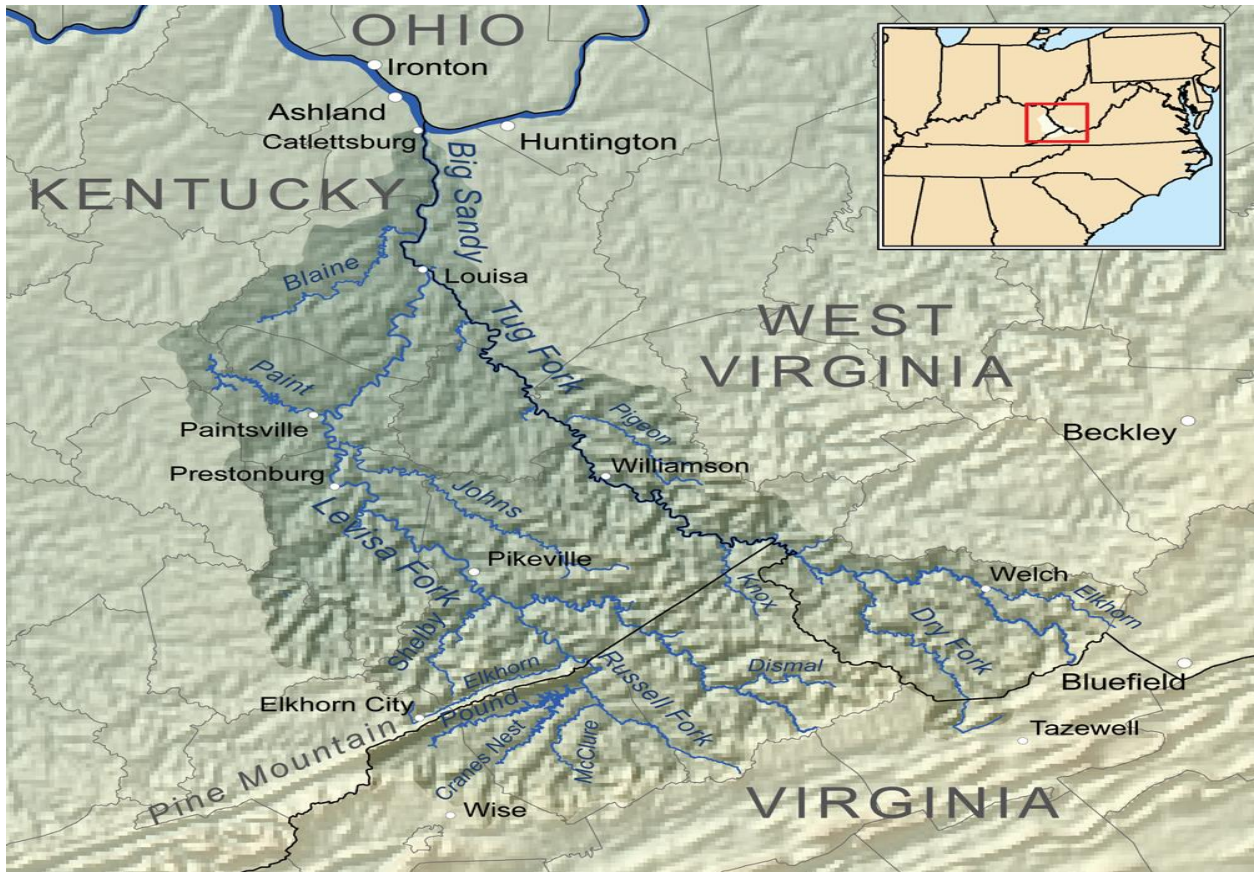 OHIO
Ironton
Ashland
Catlettsburg
Huntington
KENTUCKY
Big Sandy
Blaine
Louisa
Tug Fork
WEST
VIRGINIA
Paint
Paintsville
Pigeon
Beckley
Williamson
Prestonburg
Johns
Levisa Fork
Pikeville
Knox
Welch
Elkhorn
Dry Fork
Shelby
Elkhorn
Russell Fork
Dismal
Bluefield
Elkhorn City
Pound
Tazewell
Pine Mountain
Cranes Nest
McClure
Wise
VIRGINIA